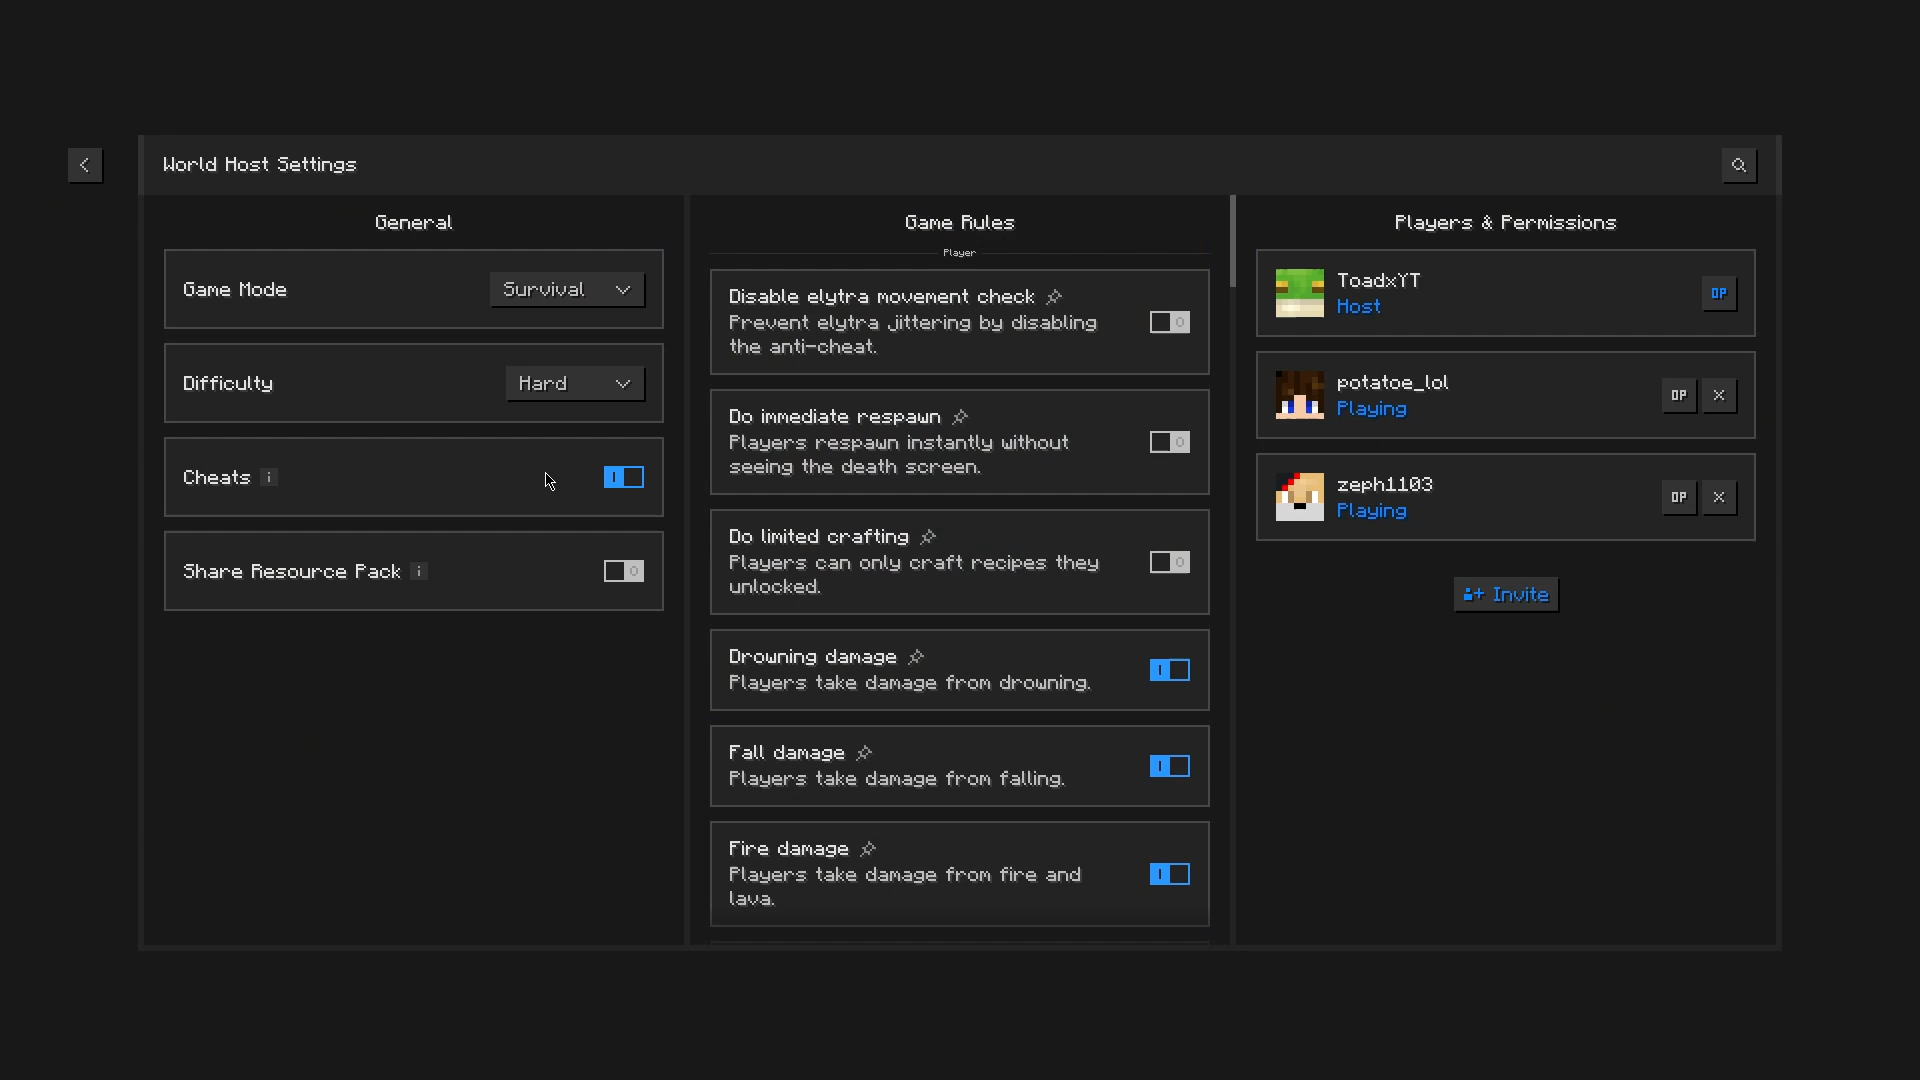 World Host Settings
General
Game Mode
Survival
Difficulty
Hard
Cheats
i
Share Resource Pack
i
Game Rules
Player
Disable elytra movement check
Prevent elytra jittering by disabling
the anti-cheat.
Do immediate respawn
Players respawn instantly without
seeing the death screen.
Do limited crafting
Players can only craft recipes they
unlocked.
Drowning damage
Players take damage from drowning.
Fall damage
Players take damage from falling.
Fire damage
Players take damage from fire and
lava.
Players & Permissions
ToadxYT
Host
OP
potatoe_lol
Playing
OP
zeph1103
Playing
OP
Invite